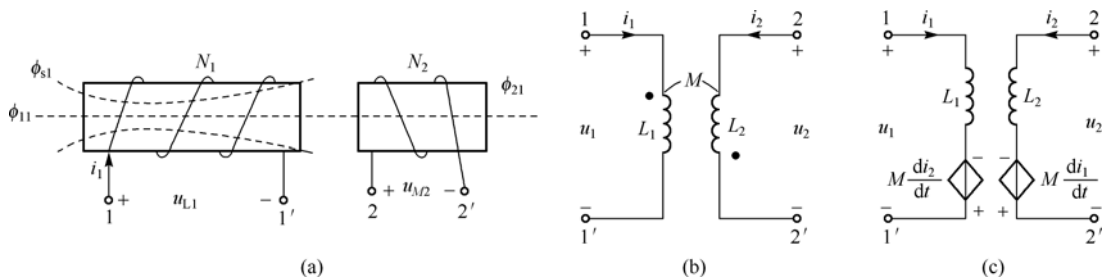 N₁
N₂
ϕs1
ϕ21
ϕ11
i₁
+ uL1 −
+ uM2 −
1
1′
2
2′
(a)
1 i₁ i₂ 2
+ +
M
u₁ L₁ L₂ u₂
− −
1′ 2′
(b)
1 i₁ i₂ 2
+ +
L₁ L₂
u₁ u₂
− −
M di₂/dt M di₁/dt
− + + −
1′ 2′
(c)